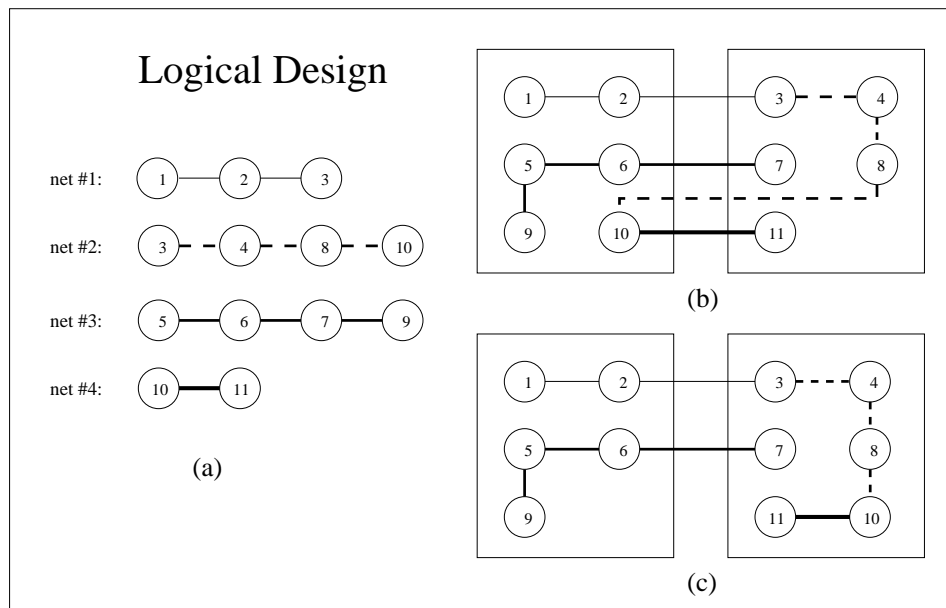 Logical Design
net #1: 1 2 3
net #2: 3 4 8 10
net #3: 5 6 7 9
net #4: 10 11
(a)
1 2 3 4
5 6 7 8
9 10 11
(b)
1 2 3 4
5 6 7 8
9 11 10
(c)